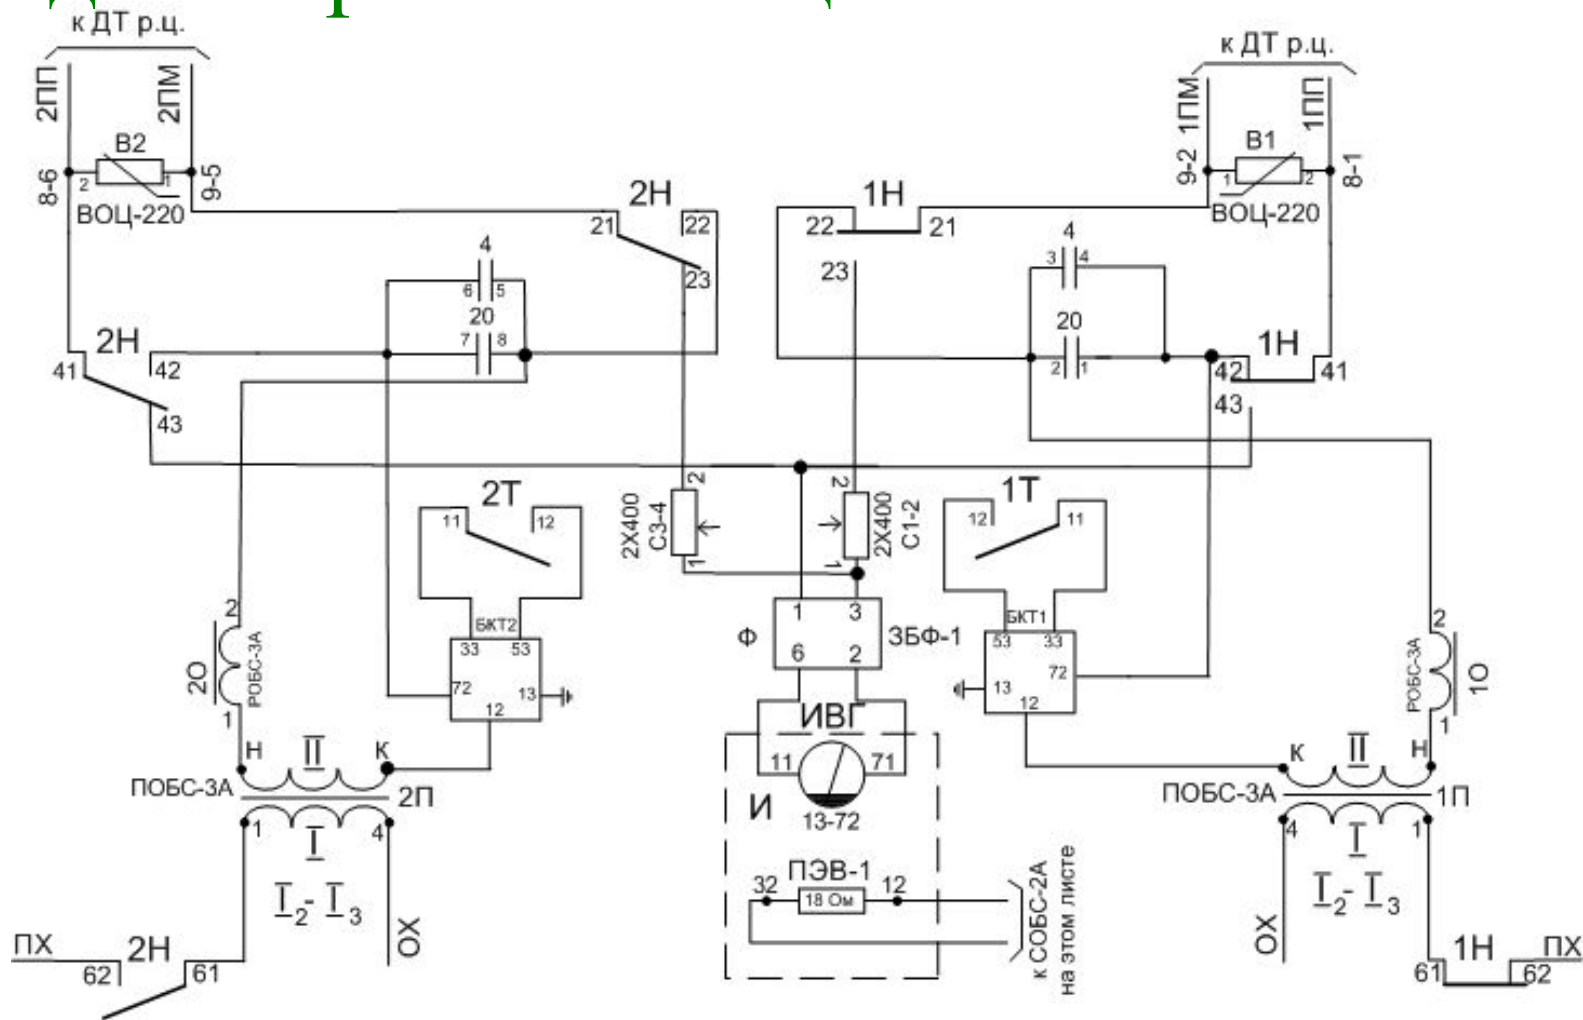 к ДТ р.ц.
к ДТ р.ц.
2ПП
2ПМ
1ПМ
1ПП
В2
2
1
8-6
9-5
ВОЦ-220
В1
1
2
9-2
8-1
ВОЦ-220
2Н
21
22
23
1Н
22
21
23
4
6
5
20
7
8
4
3
4
20
2
1
2Н
41
42
43
1Н
42
41
43
2Т
11
12
1Т
12
11
2Х400
С3-4
2
1
2
1
2Х400
С1-2
БКТ2
33
53
72
13
12
БКТ1
53
33
13
72
12
Ф
1
3
6
2
ЗБФ-1
2О
2
1
РОБС-3А
1О
2
1
РОБС-3А
ИВГ
11
71
И
13-72
Н
II
К
ПОБС-3А
2П
1
I
4
I2- I3
ОХ
К
II
Н
ПОБС-3А
1П
4
I
1
I2- I3
ОХ
ПЭВ-1
32
12
18 Ом
к СОБС-2А
на этом листе
ПХ
2Н
62
61
1Н
ПХ
61
62